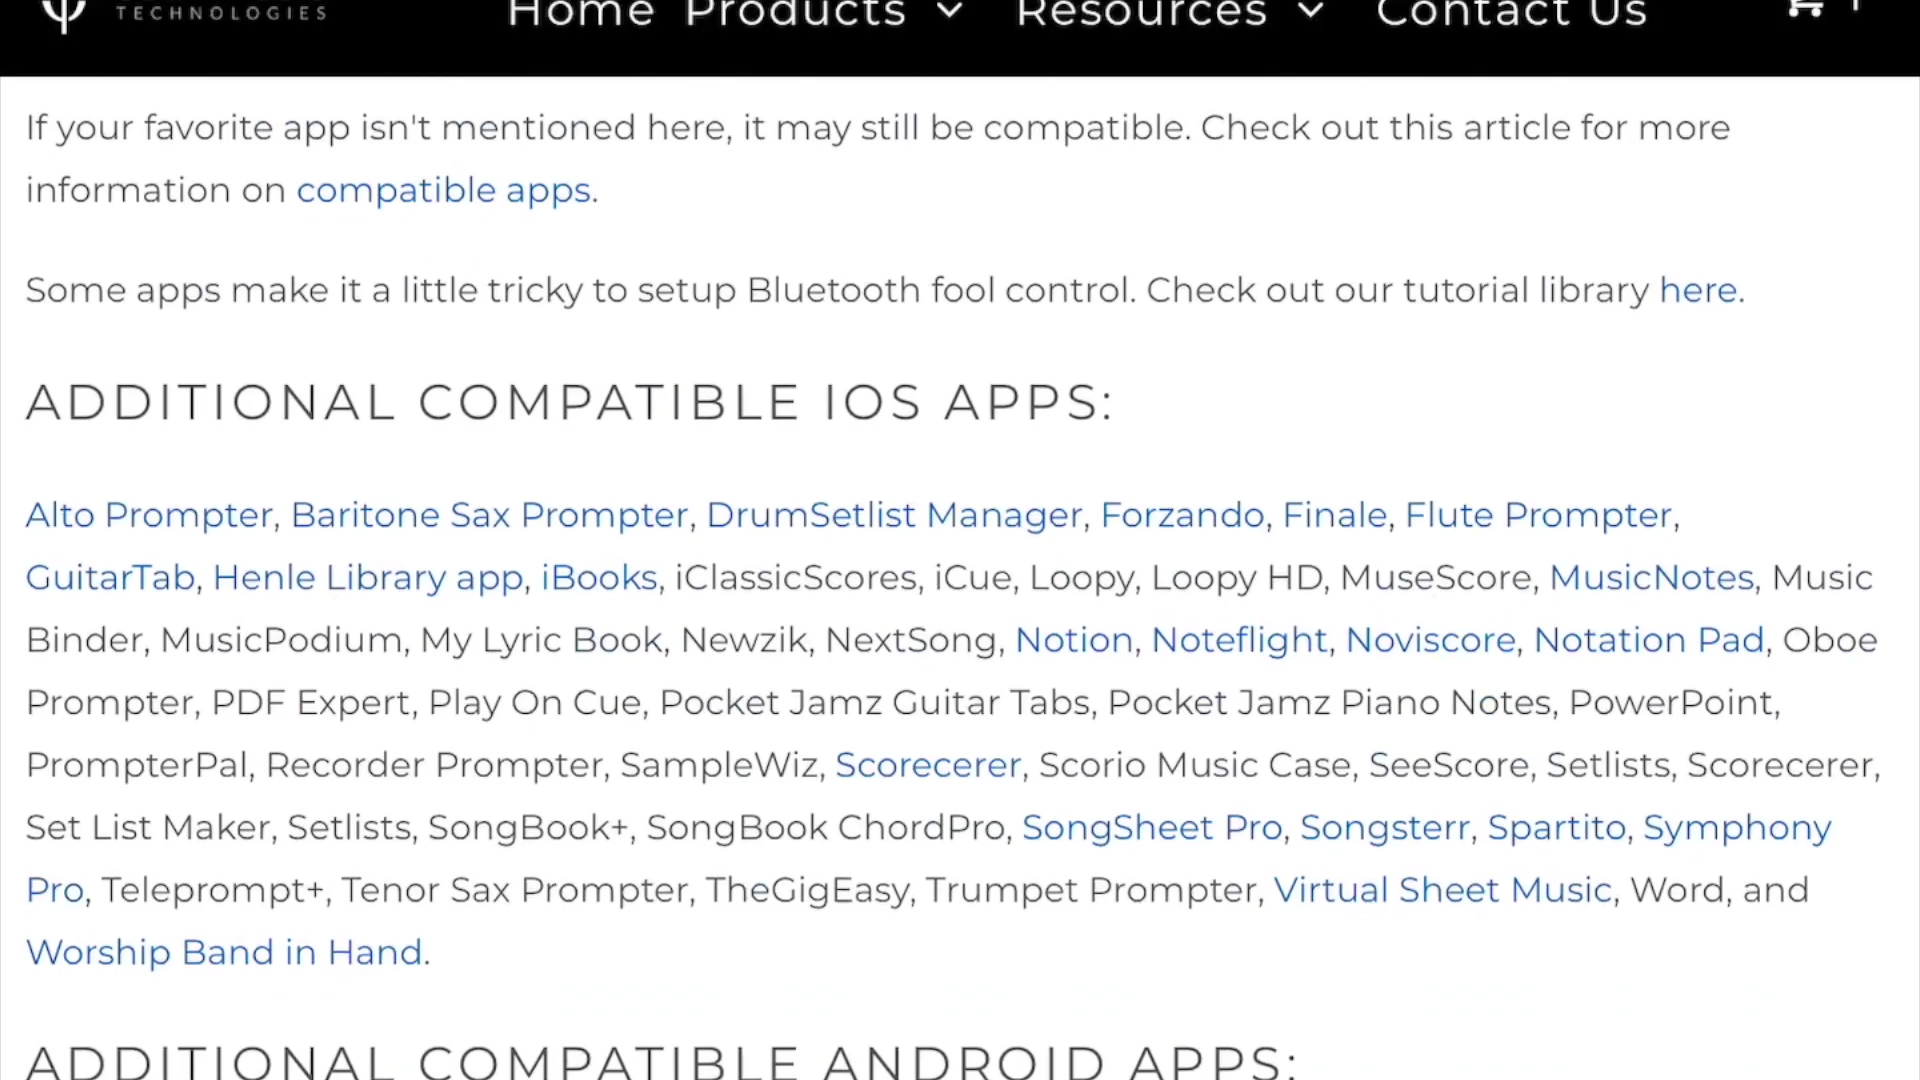 TECHNOLOGIES
Home Products Resources Contact Us
If your favorite app isn't mentioned here, it may still be compatible. Check out this article for more
information on compatible apps.
Some apps make it a little tricky to setup Bluetooth fool control. Check out our tutorial library here.
ADDITIONAL COMPATIBLE IOS APPS:
Alto Prompter, Baritone Sax Prompter, DrumSetlist Manager, Forzando, Finale, Flute Prompter,
GuitarTab, Henle Library app, iBooks, iClassicScores, iCue, Loopy, Loopy HD, MuseScore, MusicNotes, Music
Binder, MusicPodium, My Lyric Book, Newzik, NextSong, Notion, Noteflight, Noviscore, Notation Pad, Oboe
Prompter, PDF Expert, Play On Cue, Pocket Jamz Guitar Tabs, Pocket Jamz Piano Notes, PowerPoint,
PrompterPal, Recorder Prompter, SampleWiz, Scorecerer, Scorio Music Case, SeeScore, Setlists, Scorecerer,
Set List Maker, Setlists, SongBook+, SongBook ChordPro, SongSheet Pro, Songsterr, Spartito, Symphony
Pro, Teleprompt+, Tenor Sax Prompter, TheGigEasy, Trumpet Prompter, Virtual Sheet Music, Word, and
Worship Band in Hand.
ADDITIONAL COMPATIBLE ANDROID APPS: